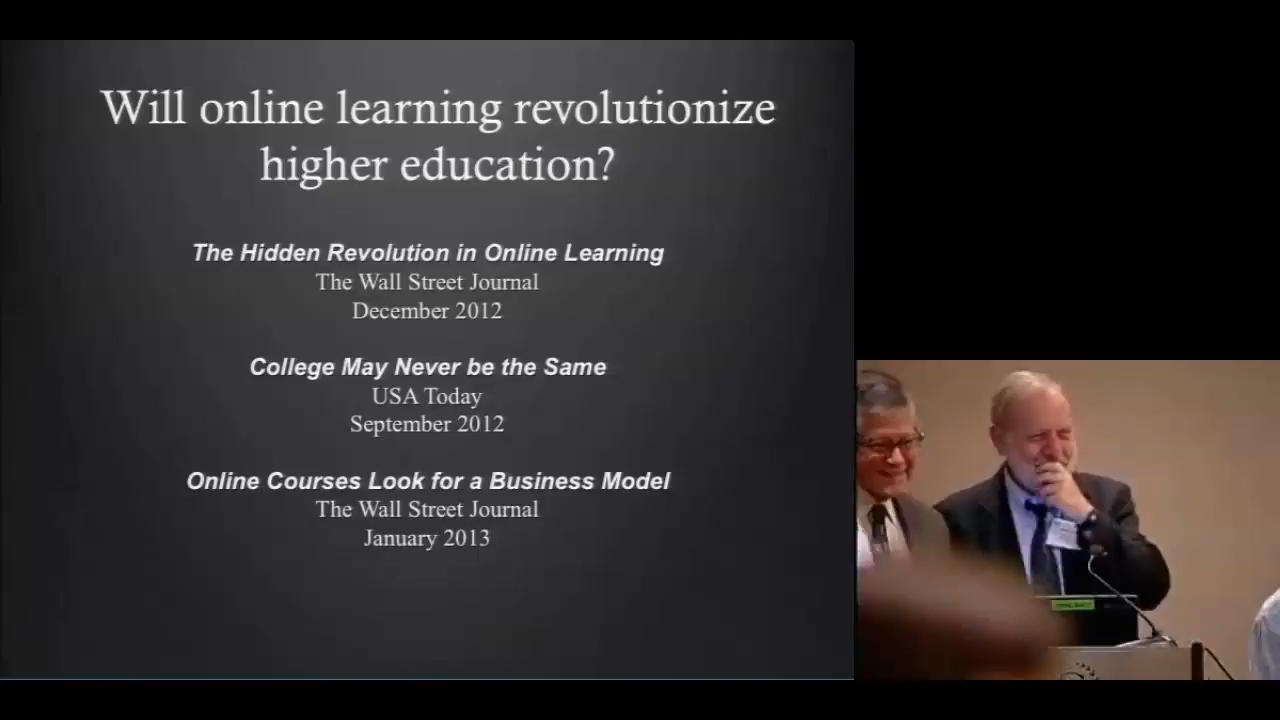 Will online learning revolutionize
higher education?
The Hidden Revolution in Online Learning
The Wall Street Journal
December 2012
College May Never be the Same
USA Today
September 2012
Online Courses Look for a Business Model
The Wall Street Journal
January 2013